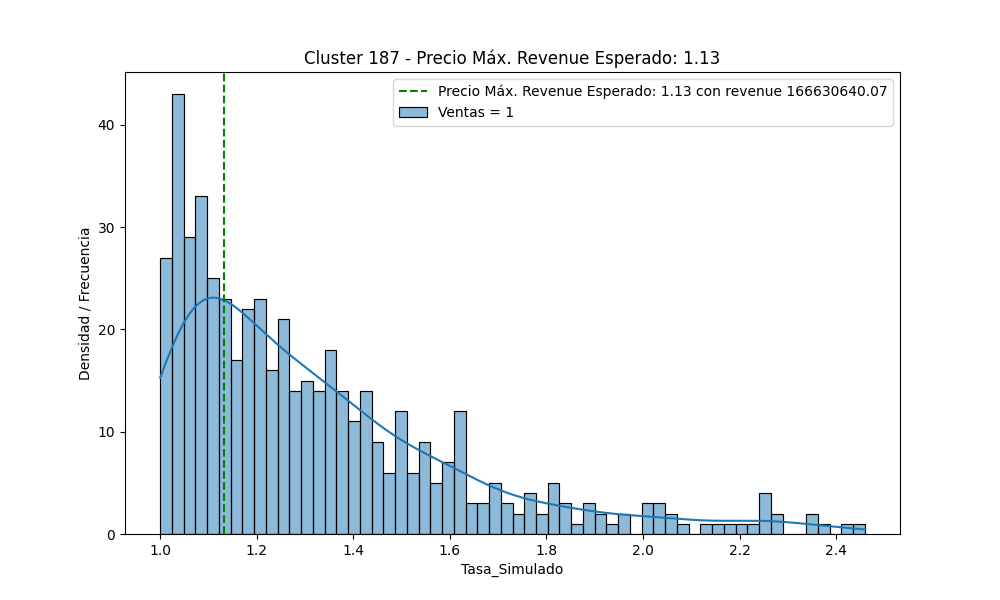 Cluster 187 - Precio Máx. Revenue Esperado: 1.13
Precio Máx. Revenue Esperado: 1.13 con revenue 166630640.07
Ventas = 1
Densidad / Frecuencia
40
30
20
10
0
1.0 1.2 1.4 1.6 1.8 2.0 2.2 2.4
Tasa_Simulado